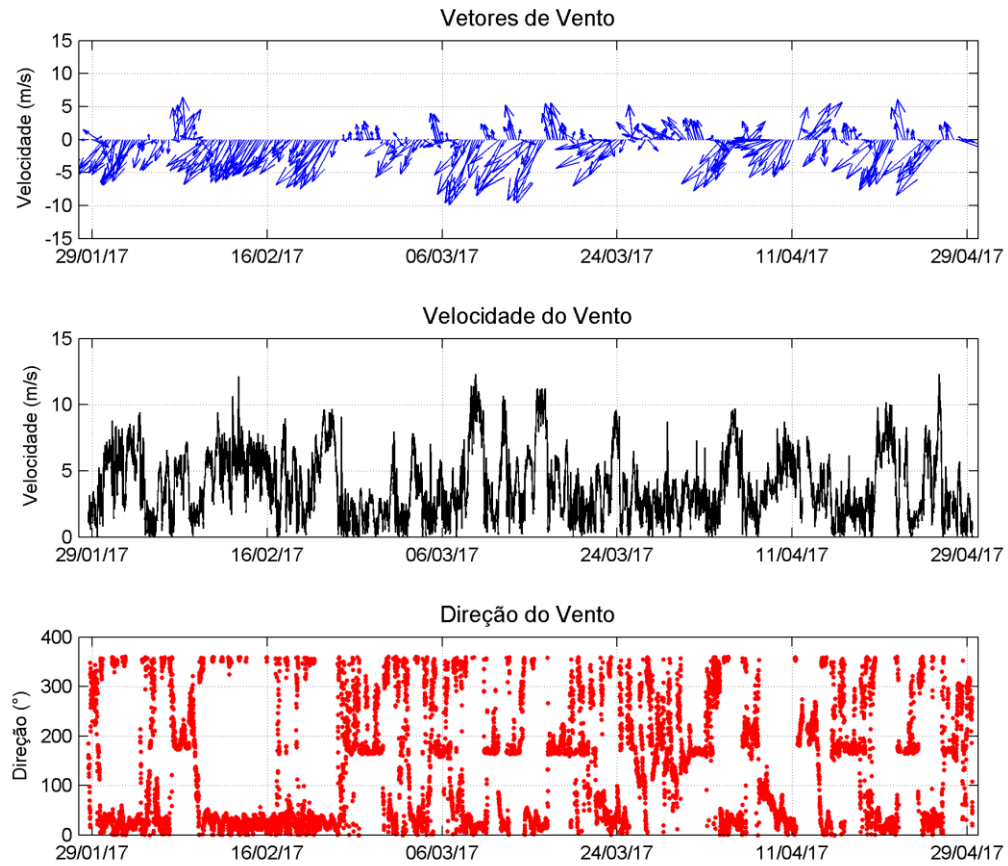 Vetores de Vento
Velocidade (m/s)
15
10
5
0
-5
-10
-15
29/01/17 16/02/17 06/03/17 24/03/17 11/04/17 29/04/17
Velocidade do Vento
Velocidade (m/s)
15
10
5
0
29/01/17 16/02/17 06/03/17 24/03/17 11/04/17 29/04/17
Direção do Vento
Direção (°)
400
300
200
100
0
29/01/17 16/02/17 06/03/17 24/03/17 11/04/17 29/04/17